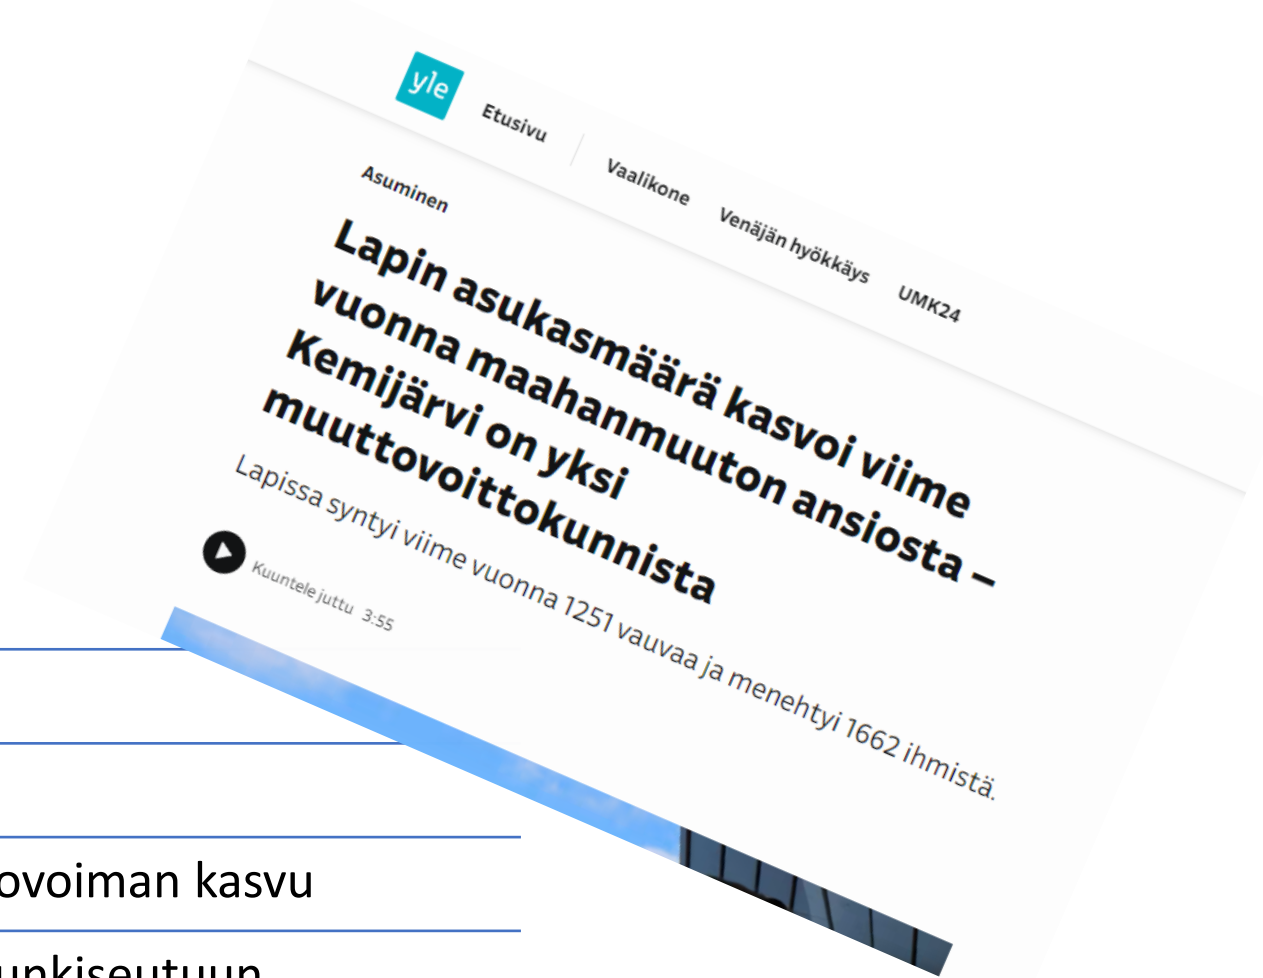 yle
Etusivu
Vaalikone
Venäjän hyökkäys
UMK24
Asuminen
Lapin asukasmäärä kasvoi viime
vuonna maahanmuuton ansiosta –
Kemijärvi on yksi
muuttovoittokunnista
Lapissa syntyi viime vuonna 1251 vauvaa ja menehtyi 1662 ihmistä.
Kuuntele juttu 3:55
ovoiman kasvu
unkiseutuun